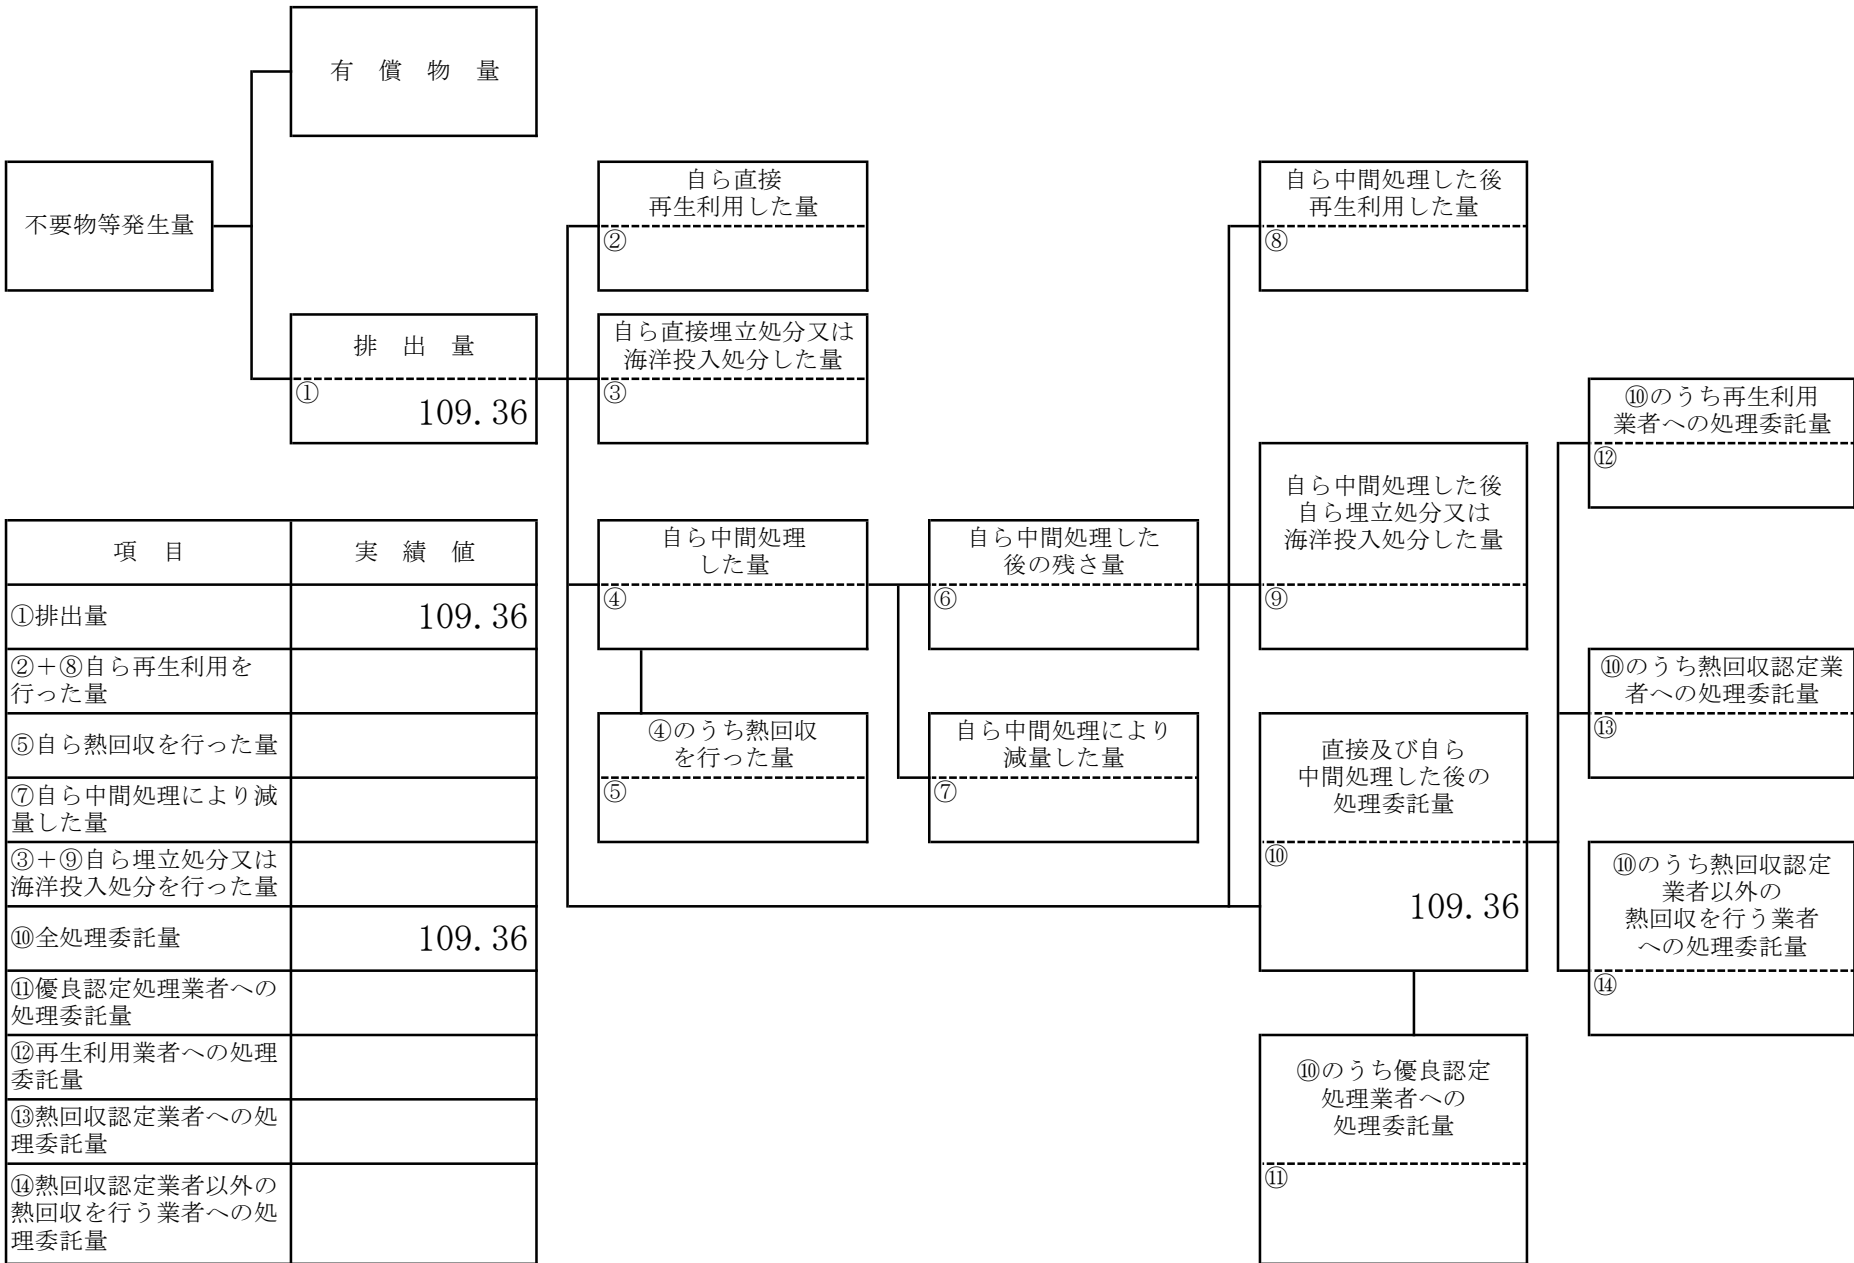 有　償　物　量
不要物等発生量
排　出　量
①
109.36
自ら直接
再生利用した量
②
自ら直接埋立処分又は
海洋投入処分した量
③
自ら中間処理
した量
④
④のうち熱回収
を行った量
⑤
自ら中間処理した
後の残さ量
⑥
自ら中間処理により
減量した量
⑦
自ら中間処理した後
再生利用した量
⑧
自ら中間処理した後
自ら埋立処分又は
海洋投入処分した量
⑨
直接及び自ら
中間処理した後の
処理委託量
⑩
109.36
⑩のうち優良認定
処理業者への
処理委託量
⑪
⑩のうち再生利用
業者への処理委託量
⑫
⑩のうち熱回収認定業
者への処理委託量
⑬
⑩のうち熱回収認定
業者以外の
熱回収を行う業者
への処理委託量
⑭
項　目　実　績　値
①排出量　109.36
②＋⑧自ら再生利用を
行った量
⑤自ら熱回収を行った量
⑦自ら中間処理により減
量した量
③＋⑨自ら埋立処分又は
海洋投入処分を行った量
⑩全処理委託量　109.36
⑪優良認定処理業者への
処理委託量
⑫再生利用業者への処理
委託量
⑬熱回収認定業者への処
理委託量
⑭熱回収認定業者以外の
熱回収を行う業者への処
理委託量